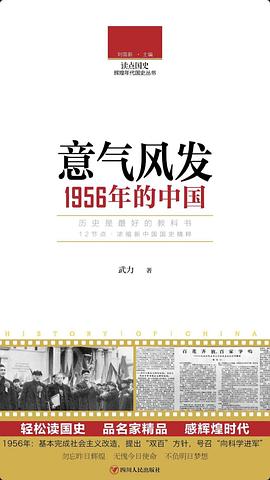 刘国新·主编
读点国史
辉煌年代国史丛书
意气风发
1956年的中国
历史是最好的教科书
12节点·浓缩新中国国史精粹
武力 著
HISTORY OF CHINA
百花齐放,百家争鸣
轻松读国史 品名家精品 感辉煌时代
1956年:基本完成社会主义改造,提出“双百”方针,号召“向科学进军”
勿忘昨日辉煌 无愧今日使命 不负明日梦想
四川人民出版社